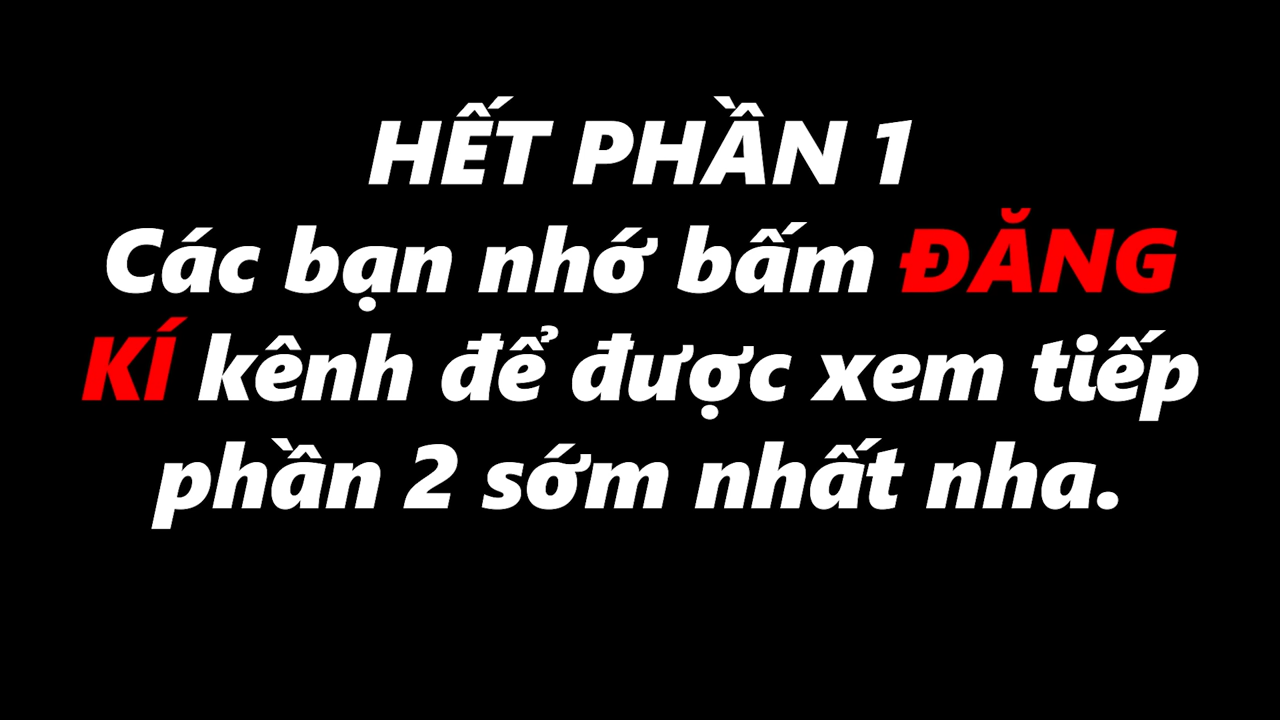 HẾT PHẦN 1
Các bạn nhớ bấm ĐĂNG
KÍ kênh để được xem tiếp
phần 2 sớm nhất nha.